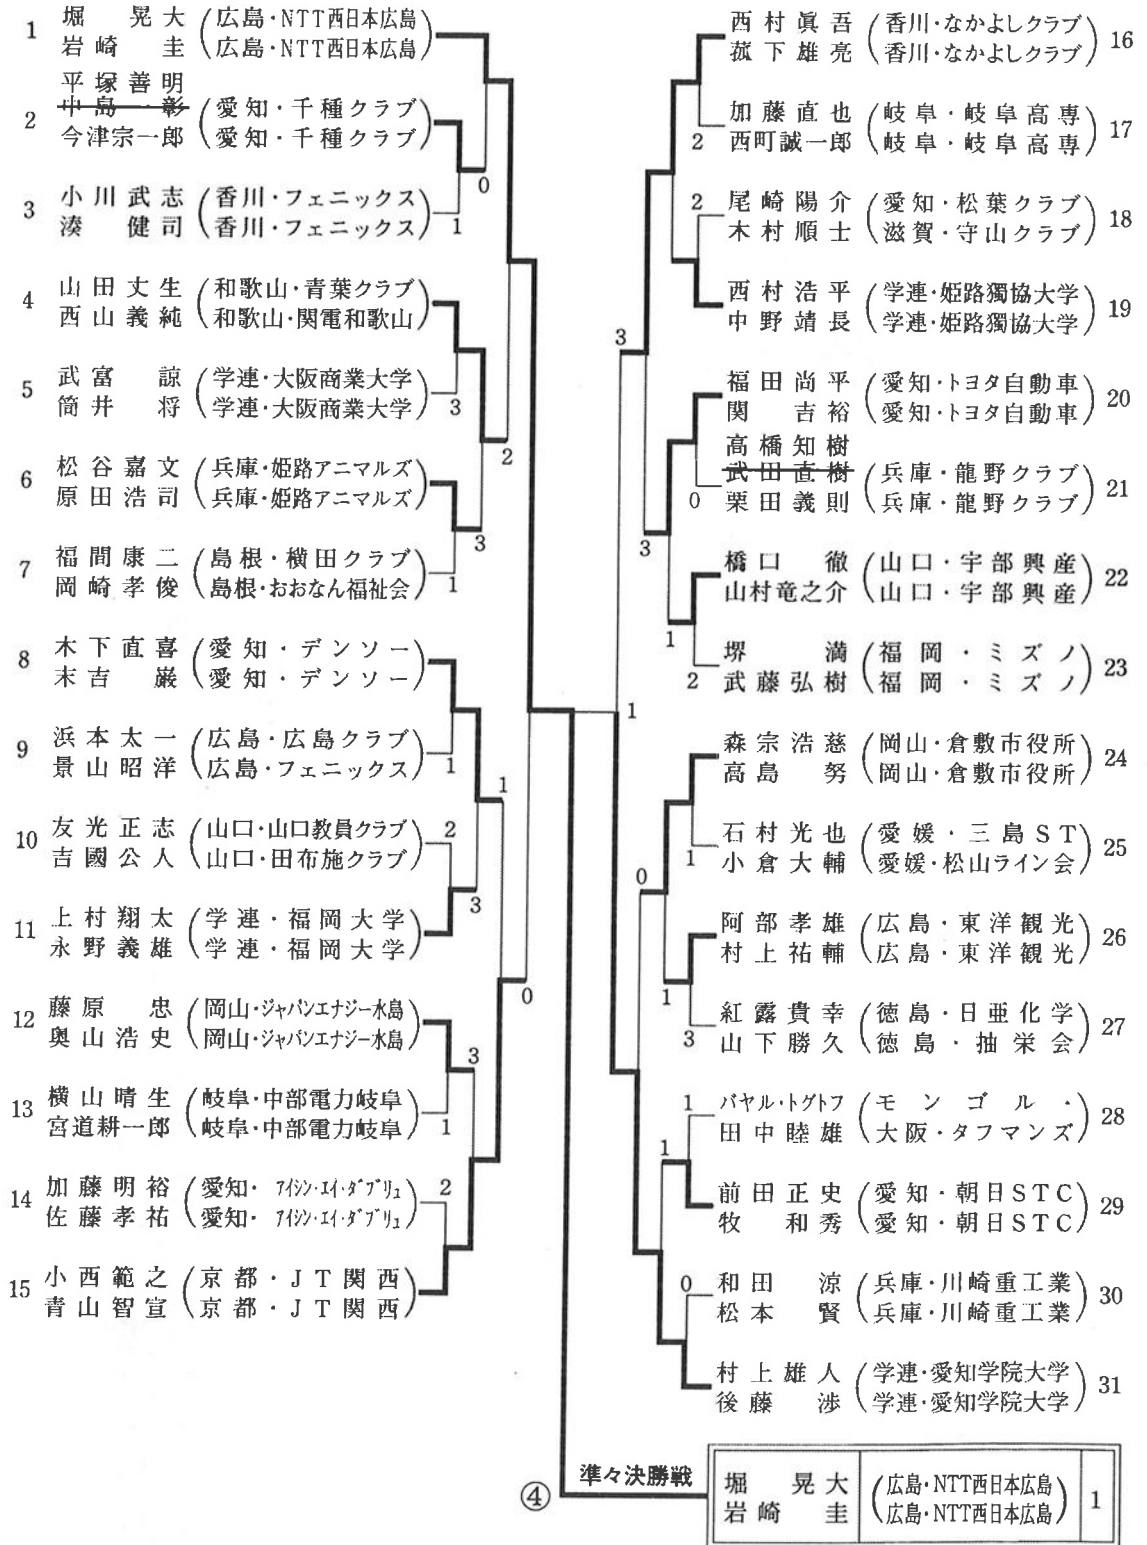 1 堀 晃大 (広島・NTT西日本広島)
岩崎 圭 (広島・NTT西日本広島)
平塚善明
中島 彰 (愛知・千種クラブ)
2 今津宗一郎 (愛知・千種クラブ)
0
3 小川武志 (香川・フェニックス)
湊 健司 (香川・フェニックス) 1
4 山田丈生 (和歌山・青葉クラブ)
西山義純 (和歌山・関電和歌山)
5 武富 諒 (学連・大阪商業大学)
筒井 将 (学連・大阪商業大学) 3
2
6 松谷嘉文 (兵庫・姫路アニマルズ)
原田浩司 (兵庫・姫路アニマルズ)
3
7 福間康二 (島根・横田クラブ)
岡崎孝俊 (島根・おおなん福祉会) 1
8 木下直喜 (愛知・デンソー)
末吉 巌 (愛知・デンソー)
9 浜本太一 (広島・広島クラブ)
景山昭洋 (広島・フェニックス) 1
1
10 友光正志 (山口・山口教員クラブ) 2
吉國公人 (山口・田布施クラブ)
3
11 上村翔太 (学連・福岡大学)
永野義雄 (学連・福岡大学)
0
12 藤原 忠 (岡山・ジャパンエナジー水島)
奥山浩史 (岡山・ジャパンエナジー水島)
3
13 横山晴生 (岐阜・中部電力岐阜)
宮道耕一郎 (岐阜・中部電力岐阜) 1
14 加藤明裕 (愛知・アイシン・エイ・ダブリュ) 2
佐藤孝祐 (愛知・アイシン・エイ・ダブリュ)
15 小西範之 (京都・JT関西)
青山智宣 (京都・JT関西)
西村眞吾 (香川・なかよしクラブ) 16
菰下雄亮 (香川・なかよしクラブ)
加藤直也 (岐阜・岐阜高専) 17
2 西町誠一郎 (岐阜・岐阜高専)
2 尾崎陽介 (愛知・松葉クラブ) 18
木村順士 (滋賀・守山クラブ)
西村浩平 (学連・姫路獨協大学) 19
中野靖長 (学連・姫路獨協大学)
3
福田尚平 (愛知・トヨタ自動車) 20
関 吉裕 (愛知・トヨタ自動車)
高橋知樹
武田直樹 (兵庫・龍野クラブ) 21
0 栗田義則 (兵庫・龍野クラブ)
3
橋口 徹 (山口・宇部興産) 22
山村竜之介 (山口・宇部興産)
1
堺 満 (福岡・ミズノ) 23
2 武藤弘樹 (福岡・ミズノ)
1
森宗浩慈 (岡山・倉敷市役所) 24
高島 努 (岡山・倉敷市役所)
石村光也 (愛媛・三島ST) 25
1 小倉大輔 (愛媛・松山ライン会)
0
阿部孝雄 (広島・東洋観光) 26
村上祐輔 (広島・東洋観光)
1
紅露貴幸 (徳島・日亜化学) 27
3 山下勝久 (徳島・抽栄会)
1 バヤル・トグトフ (モンゴル・) 28
田中睦雄 (大阪・タフマンズ)
1
前田正史 (愛知・朝日STC) 29
牧 和秀 (愛知・朝日STC)
0 和田 涼 (兵庫・川崎重工業) 30
松本 賢 (兵庫・川崎重工業)
村上雄人 (学連・愛知学院大学) 31
後藤 渉 (学連・愛知学院大学)
④ 準々決勝戦
堀 晃大 (広島・NTT西日本広島) 1
岩崎 圭 (広島・NTT西日本広島)